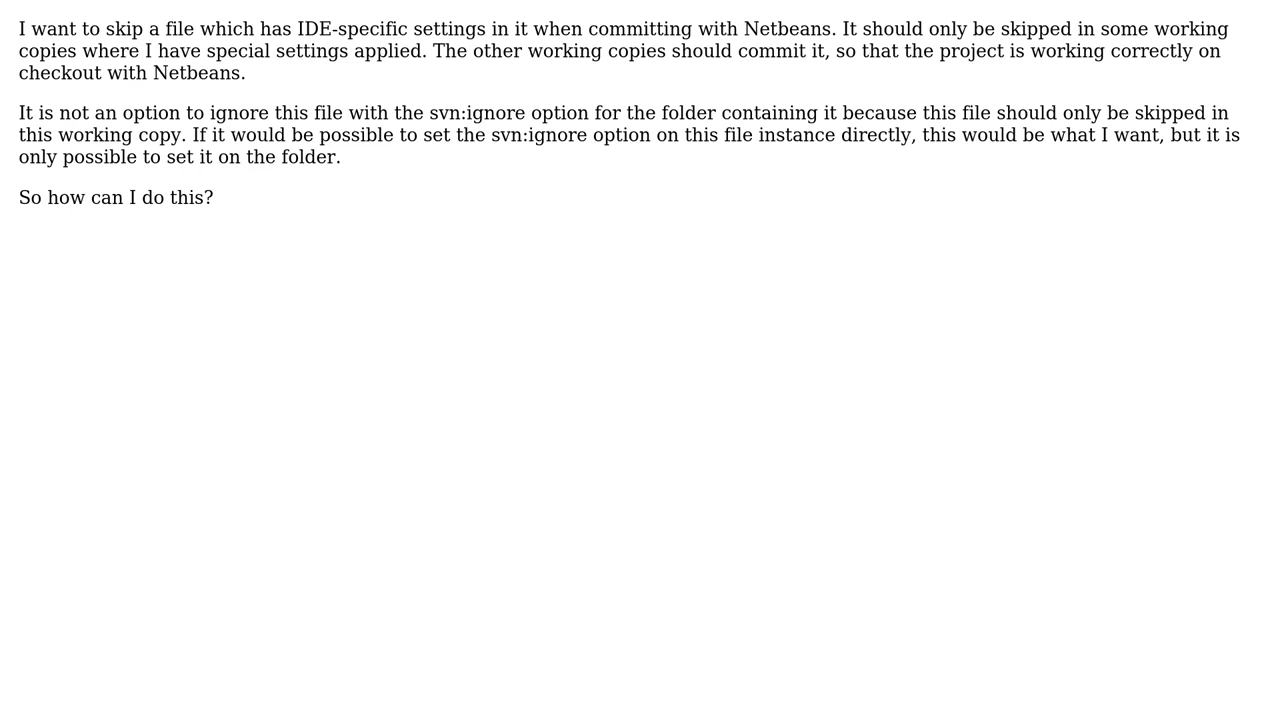 I want to skip a file which has IDE-specific settings in it when committing with Netbeans. It should only be skipped in some working
copies where I have special settings applied. The other working copies should commit it, so that the project is working correctly on
checkout with Netbeans.
It is not an option to ignore this file with the svn:ignore option for the folder containing it because this file should only be skipped in
this working copy. If it would be possible to set the svn:ignore option on this file instance directly, this would be what I want, but it is
only possible to set it on the folder.
So how can I do this?